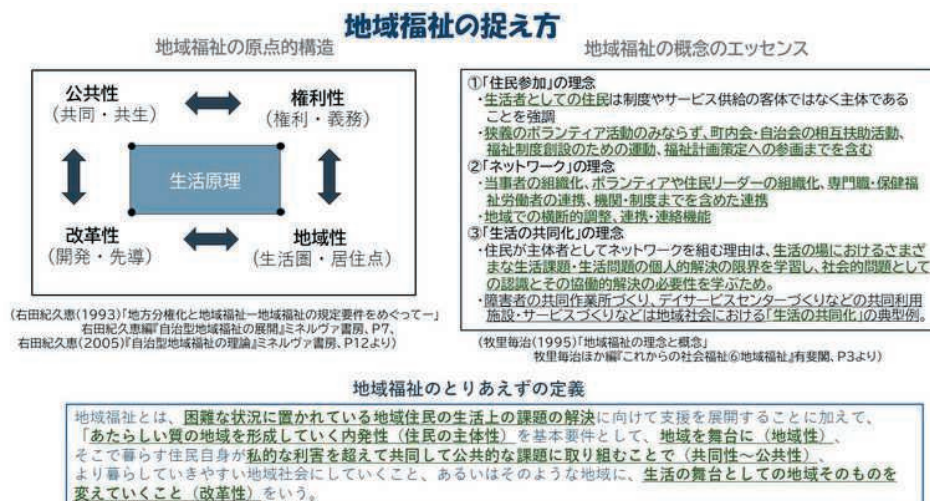 地域福祉の捉え方
地域福祉の原点的構造
公共性
(共同・共生)
権利性
(権利・義務)
生活原理
改革性
(開発・先導)
地域性
(生活圏・居住点)
(右田紀久恵(1993)「地方分権化と地域福祉ー地域福祉の規定要件をめぐってー」
右田紀久恵編『自治型地域福祉の展開』ミネルヴァ書房、P7、
右田紀久恵(2005)『自治型地域福祉の理論』ミネルヴァ書房、P12より)
地域福祉の概念のエッセンス
①「住民参加」の理念
・生活者としての住民は制度やサービス供給の客体ではなく主体である
ことを強調
・狭義のボランティア活動のみならず、町内会・自治会の相互扶助活動、
福祉制度創設のための運動、福祉計画策定への参画までを含む
②「ネットワーク」の理念
・当事者の組織化、ボランティアや住民リーダーの組織化、専門職・保健福
祉労働者の連携、機関・制度までを含めた連携
・地域での横断的調整、連携・連絡機能
③「生活の共同化」の理念
・住民が主体者としてネットワークを組む理由は、生活の場におけるさまざ
まな生活課題・生活問題の個人的解決の限界を学習し、社会的問題として
の認識とその協働的解決の必要性を学ぶため。
・障害者の共同作業所づくり、デイサービスセンターづくりなどの共同利用
施設・サービスづくりなどは地域社会における「生活の共同化」の典型例。
(牧里毎治(1995)「地域福祉の理念と概念」
牧里毎治ほか編『これからの社会福祉⑥地域福祉』有斐閣、P3より)
地域福祉のとりあえずの定義
地域福祉とは、困難な状況に置かれている地域住民の生活上の課題の解決に向けて支援を展開することに加えて、
「あたらしい質の地域を形成していく内発性(住民の主体性)を基本要件として、地域を舞台に(地域性)、
そこで暮らす住民自身が私的な利害を超えて共同して公共的な課題に取り組むことで(共同性〜公共性)、
より暮らしていきやすい地域社会にしていくこと、あるいはそのような地域に、生活の舞台としての地域そのものを
変えていくこと(改革性)をいう。